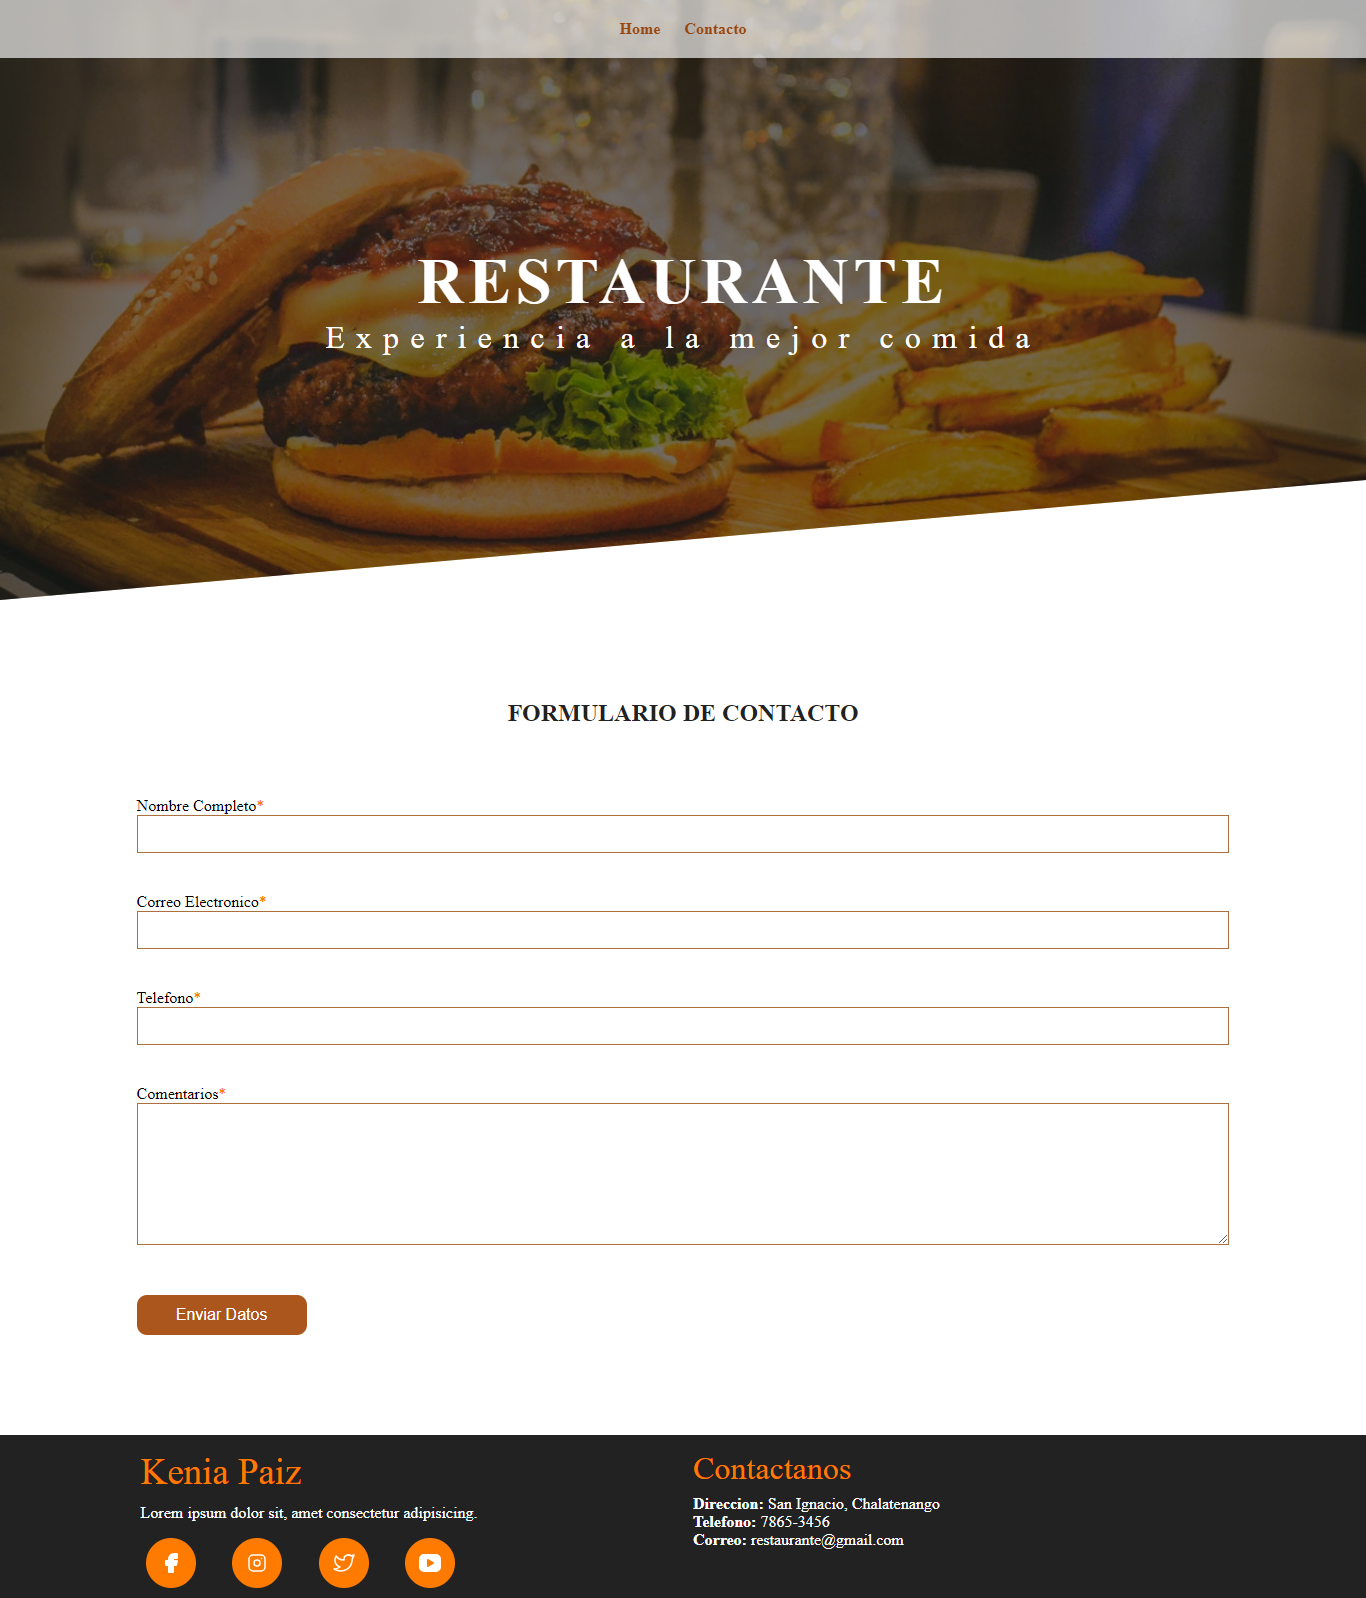 Home Contacto
RESTAURANTE
Experiencia a la mejor comida
FORMULARIO DE CONTACTO
Nombre Completo*
Correo Electronico*
Telefono*
Comentarios*
Enviar Datos
Kenia Paiz
Lorem ipsum dolor sit, amet consectetur adipisicing.
Contactanos
Direccion: San Ignacio, Chalatenango
Telefono: 7865-3456
Correo: restaurante@gmail.com